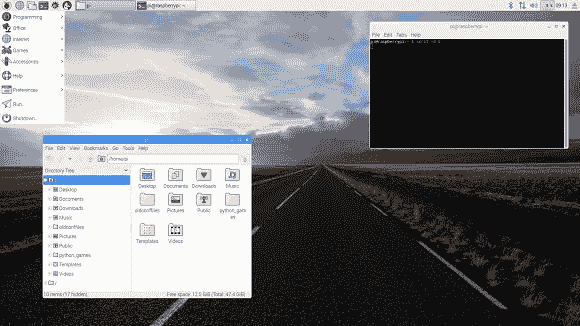 pi
pi@raspberrypi: ~
09:13
Programming
Office
Internet
Games
Accessories
Help
Preferences
Run...
Shutdown...
pi@raspberrypi: ~
File Edit Tabs Help
File Edit View Bookmarks Go Tools Help
/home/pi
Directory Tree
Desktop
Documents
Downloads
Music
oldconffiles
Pictures
Public
python_games
Templates
Videos
/
Desktop Documents Downloads Music
oldconffiles Pictures Public python_games
Templates Videos
10 items (17 hidden)
Free space: 12.0 GiB (Total: 47.4 GiB)